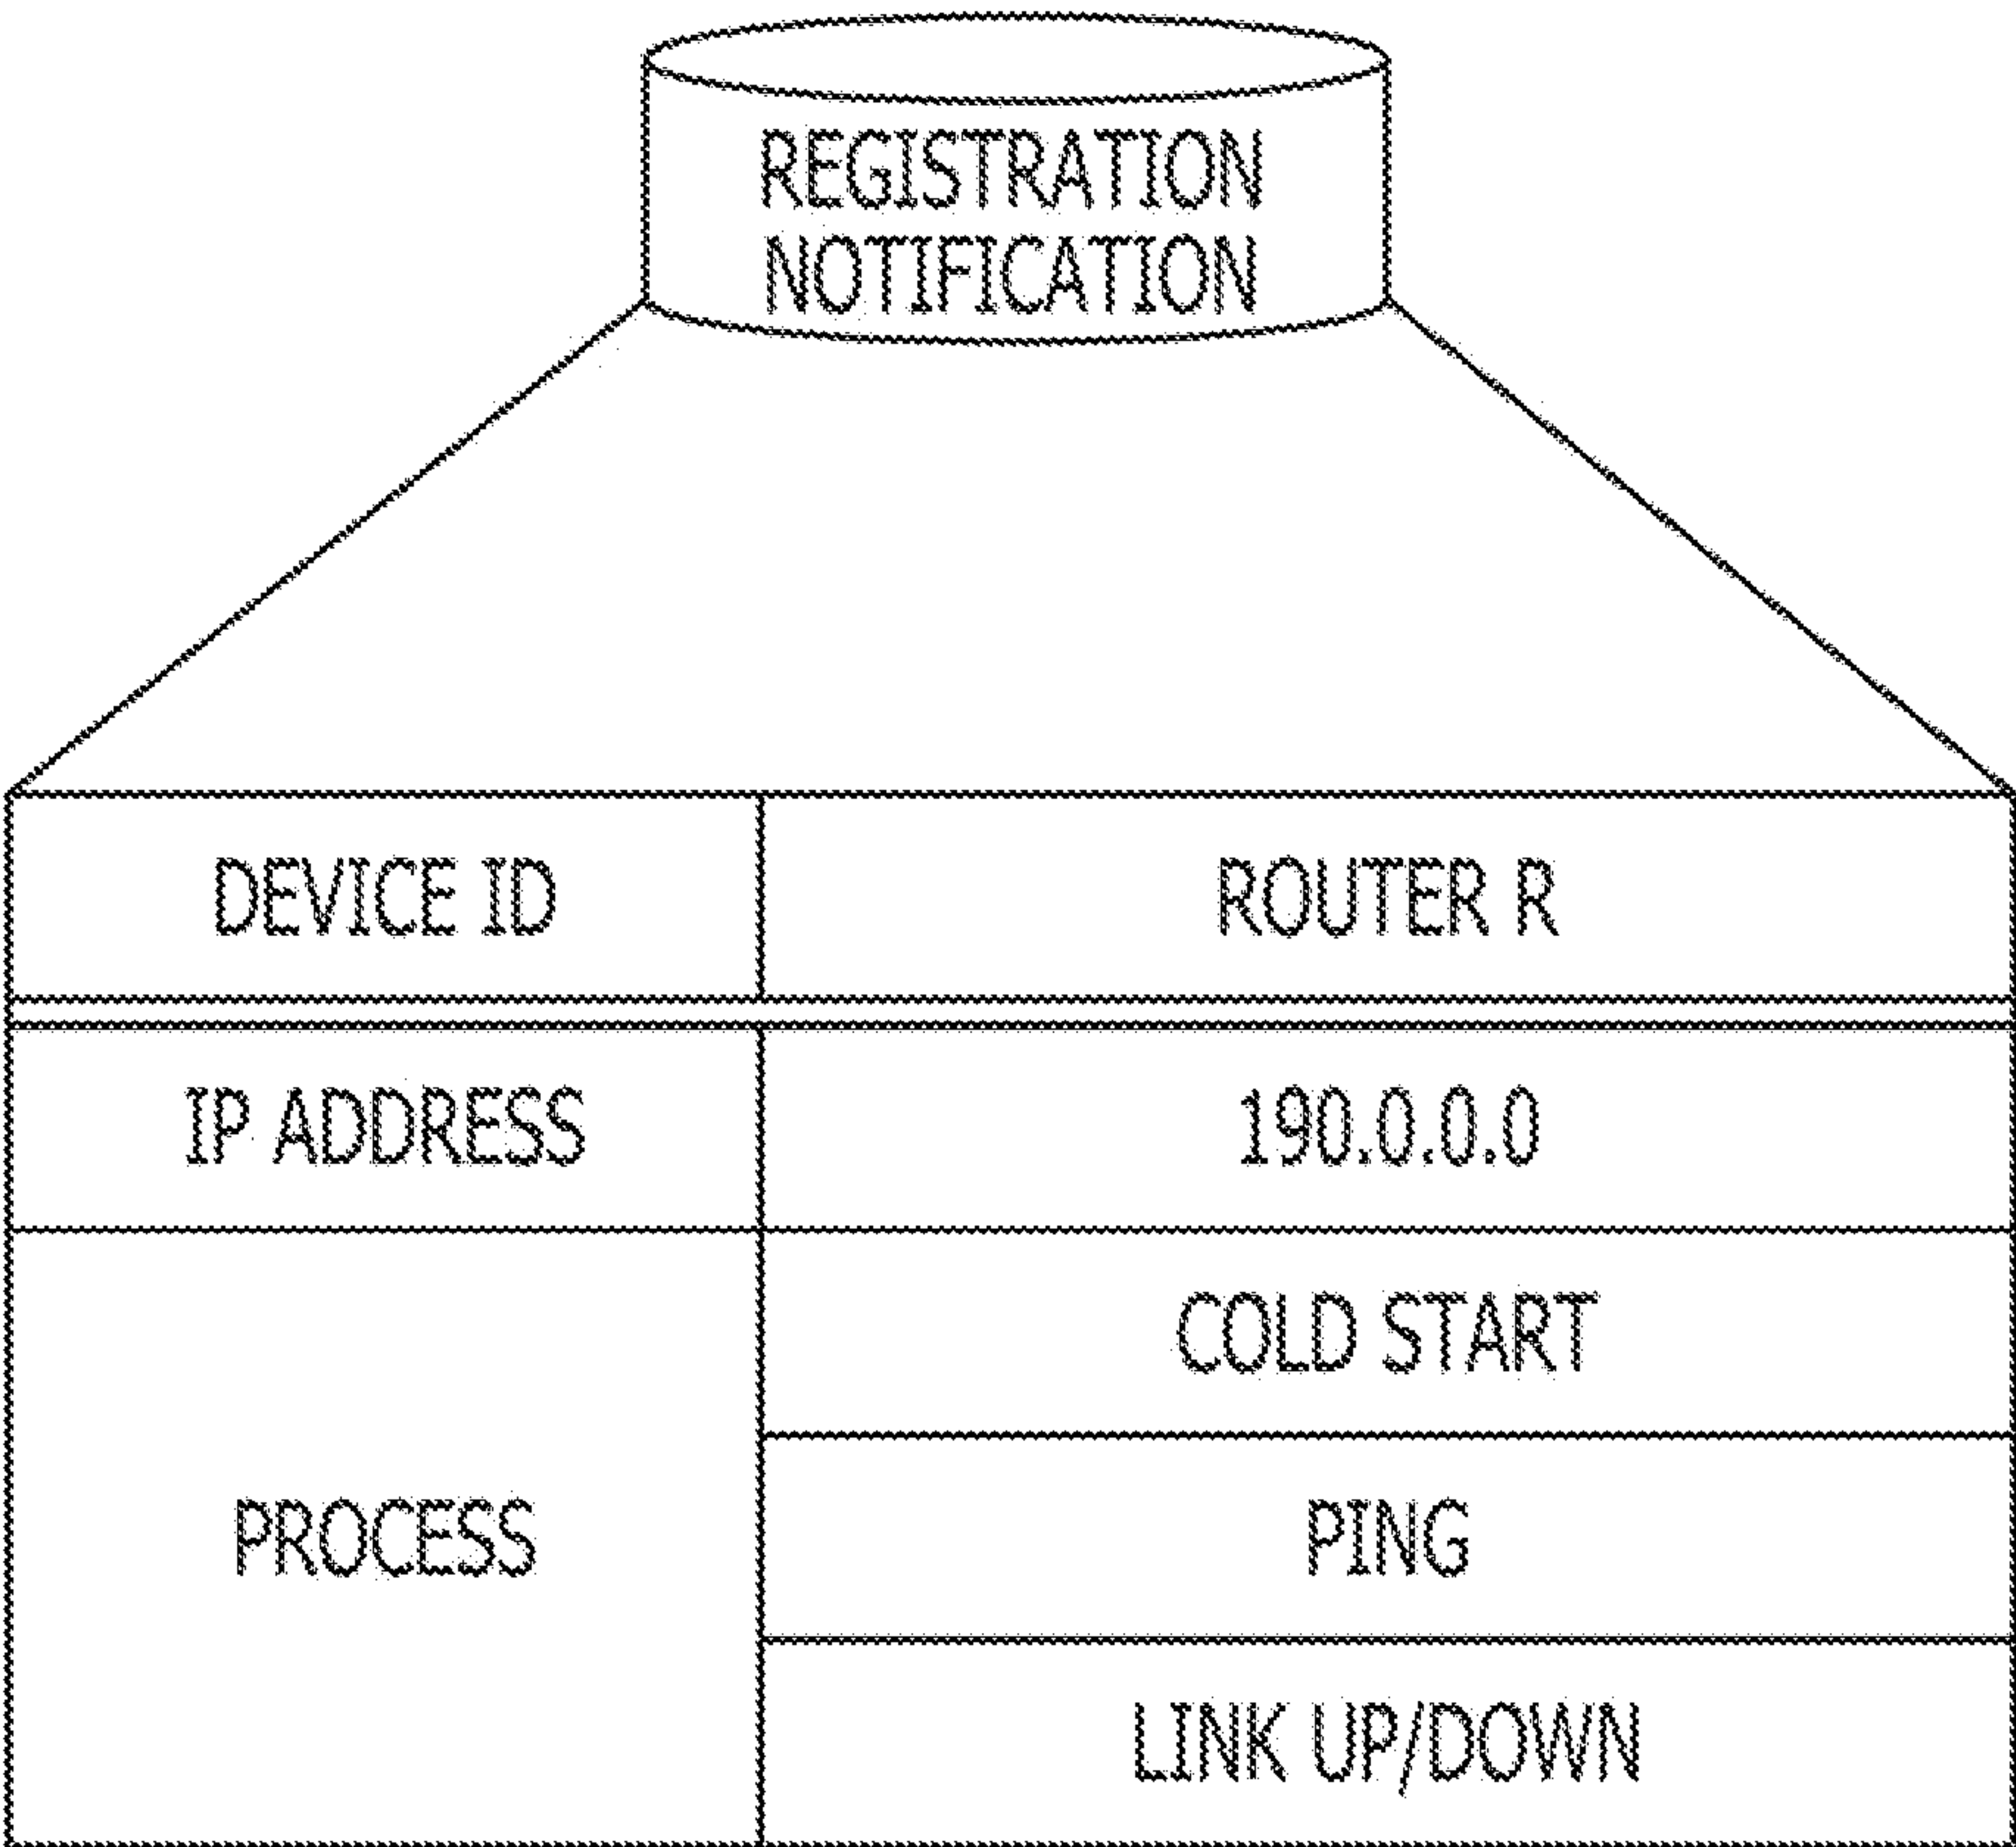 REGISTRATION
NOTIFICATION
DEVICE ID ROUTER R
IP ADDRESS 190.0.0.0
COLD START
PROCESS PING
LINK UP/DOWN